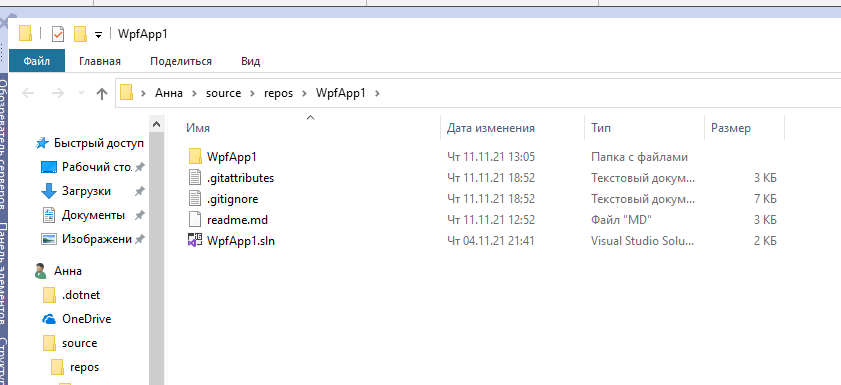 WpfApp1
Файл Главная Поделиться Вид
Анна source repos WpfApp1
Имя Дата изменения Тип Размер
WpfApp1 Чт 11.11.21 13:05 Папка с файлами
.gitattributes Чт 11.11.21 18:52 Текстовый докум... 3 КБ
.gitignore Чт 11.11.21 18:52 Текстовый докум... 7 КБ
readme.md Чт 11.11.21 12:52 Файл "MD" 3 КБ
WpfApp1.sln Чт 04.11.21 21:41 Visual Studio Solu... 2 КБ
Быстрый доступ
Рабочий сто.
Загрузки
Документы
Изображени
Анна
.dotnet
OneDrive
source
repos
Обозреватель серверов
Панель элементов